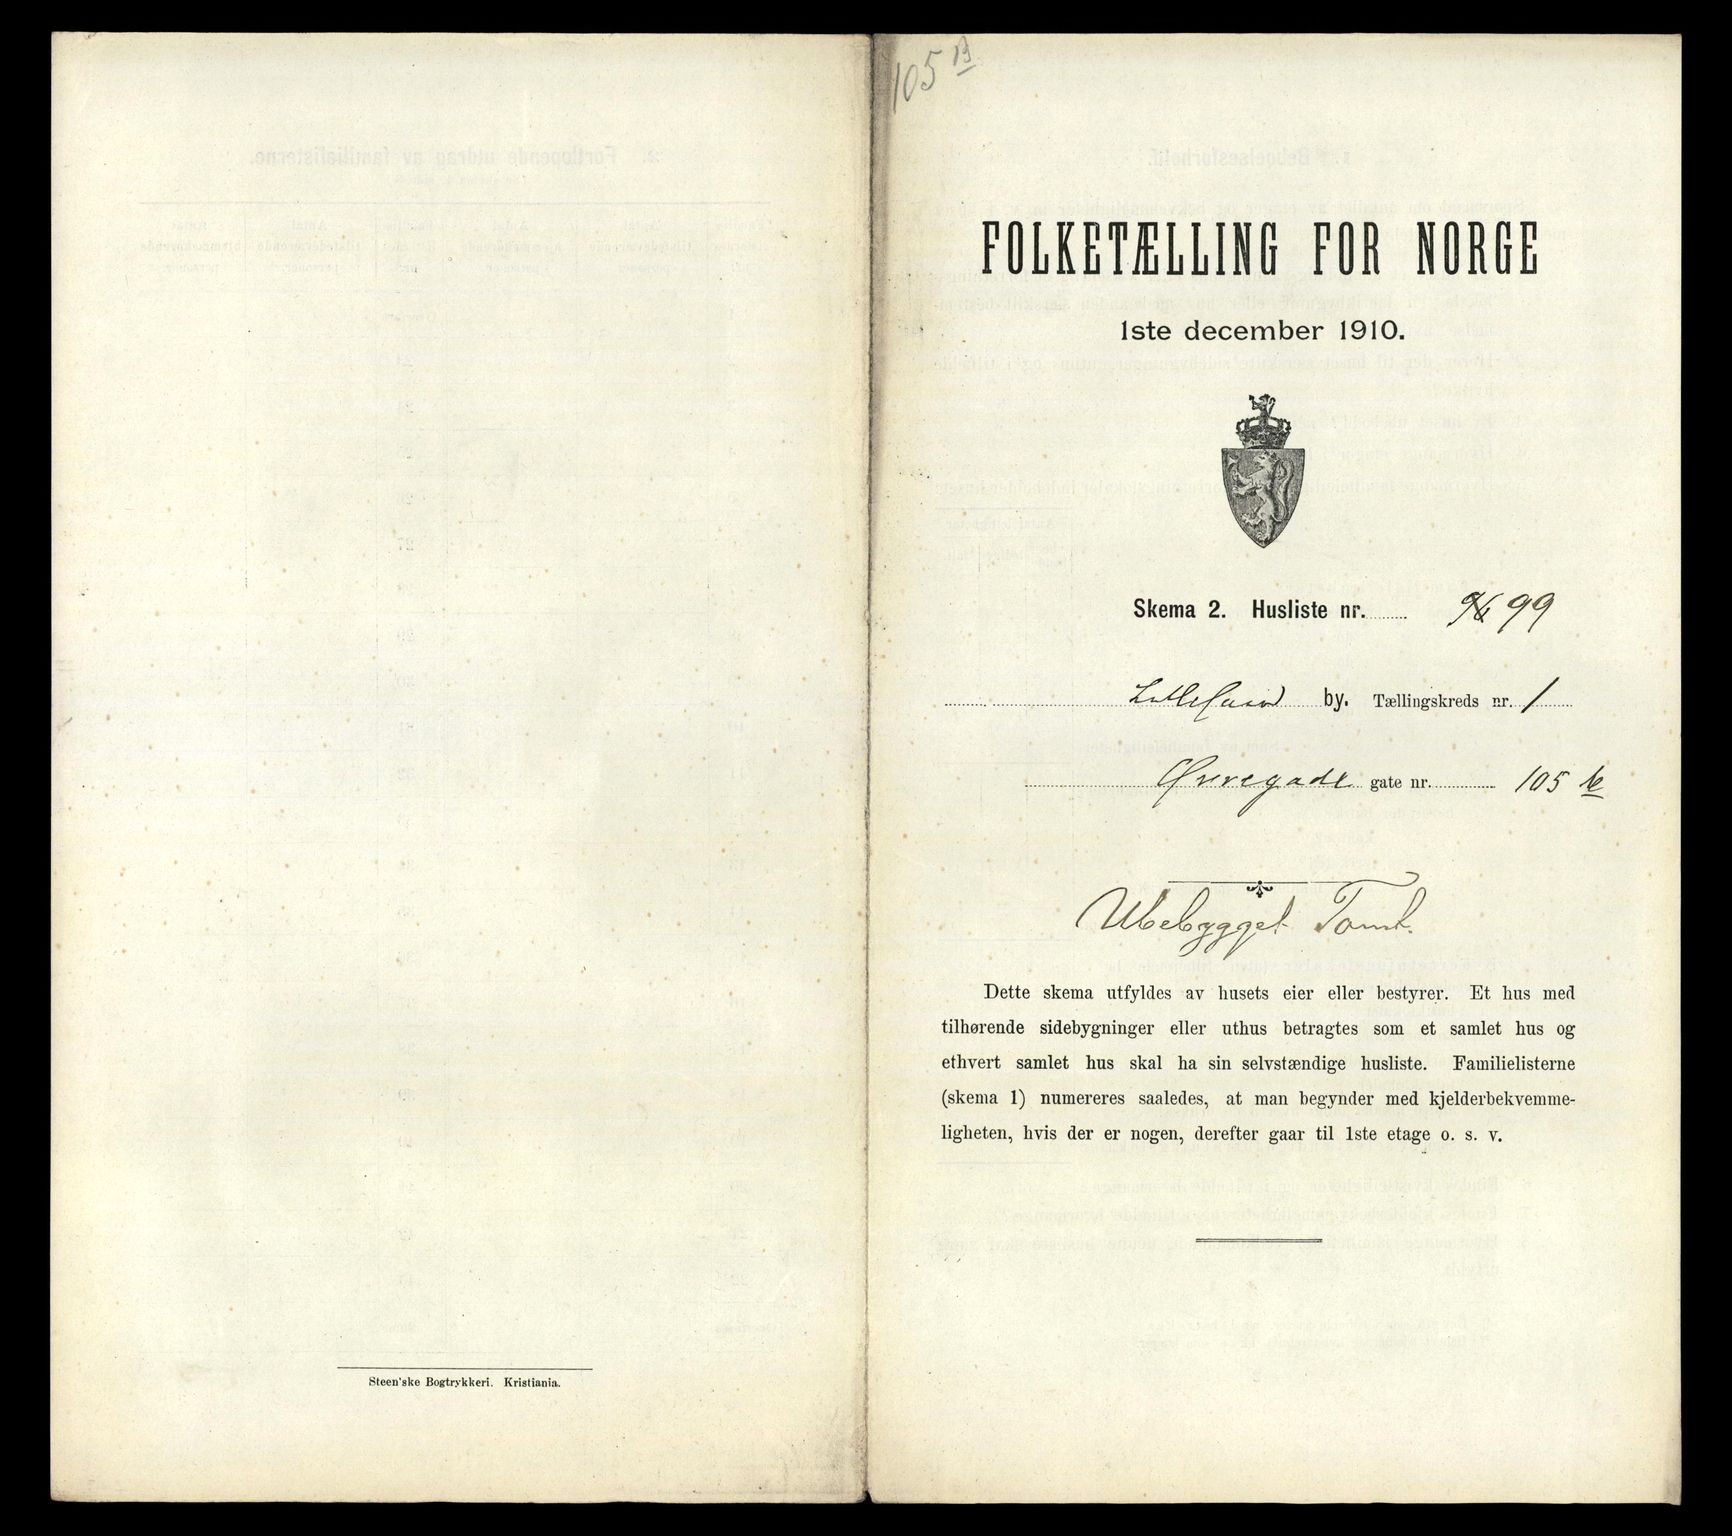 105 B
FOLKETÆLLING FOR NORGE
1ste december 1910.
Skema 2. Husliste nr. 99
Lillesand by. Tællingskreds nr. 1
Øvregade gate nr. 105 b
Ubebygget Tomt.
Dette skema utfyldes av husets eier eller bestyrer. Et hus med
tilhørende sidebygninger eller uthus betragtes som et samlet hus og
ethvert samlet hus skal ha sin selvstændige husliste. Familielisterne
(skema 1) numereres saaledes, at man begynder med kjelderbekvemme-
ligheten, hvis der er nogen, derefter gaar til 1ste etage o. s. v.
Steen'ske Bogtrykkeri. Kristiania.